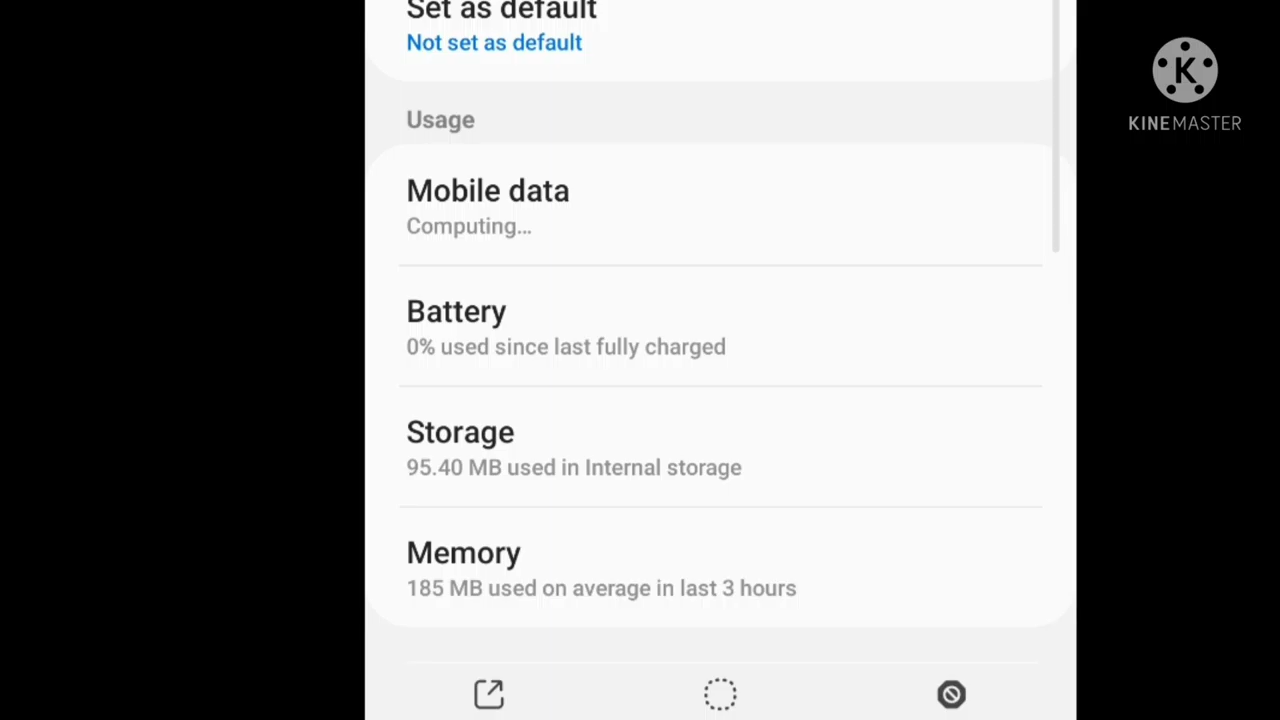 Set as default
Not set as default
Usage
Mobile data
Computing...
Battery
0% used since last fully charged
Storage
95.40 MB used in Internal storage
Memory
185 MB used on average in last 3 hours
K
KINEMASTER